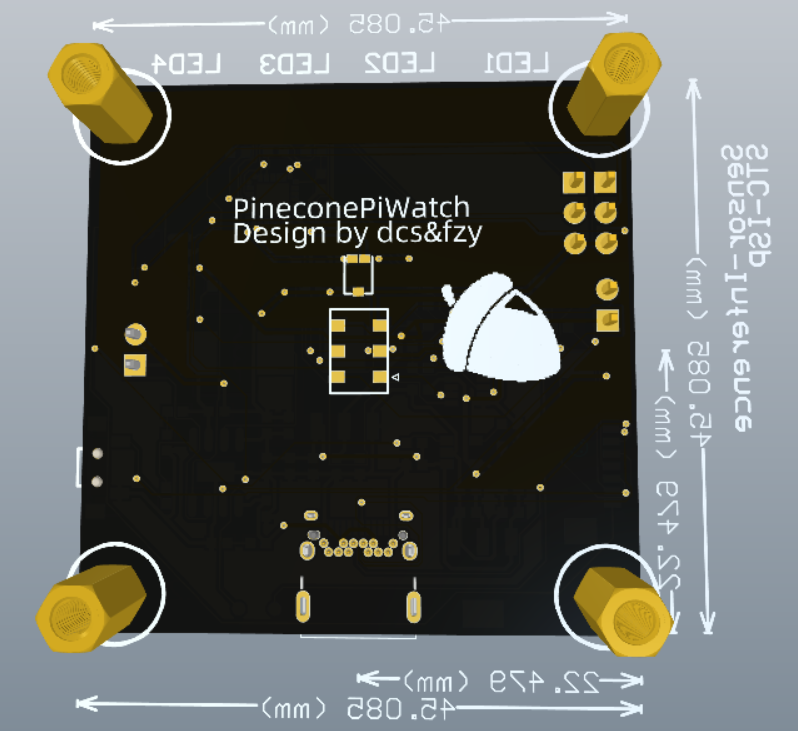 45.085 (mm)
LED4 LED3 LED2 LED1
PineconePiWatch
Design by dcs&fzy
STC-ISP
Sensor-Interence
45.085 (mm)
22.479 (mm)
22.479 (mm)
45.085 (mm)